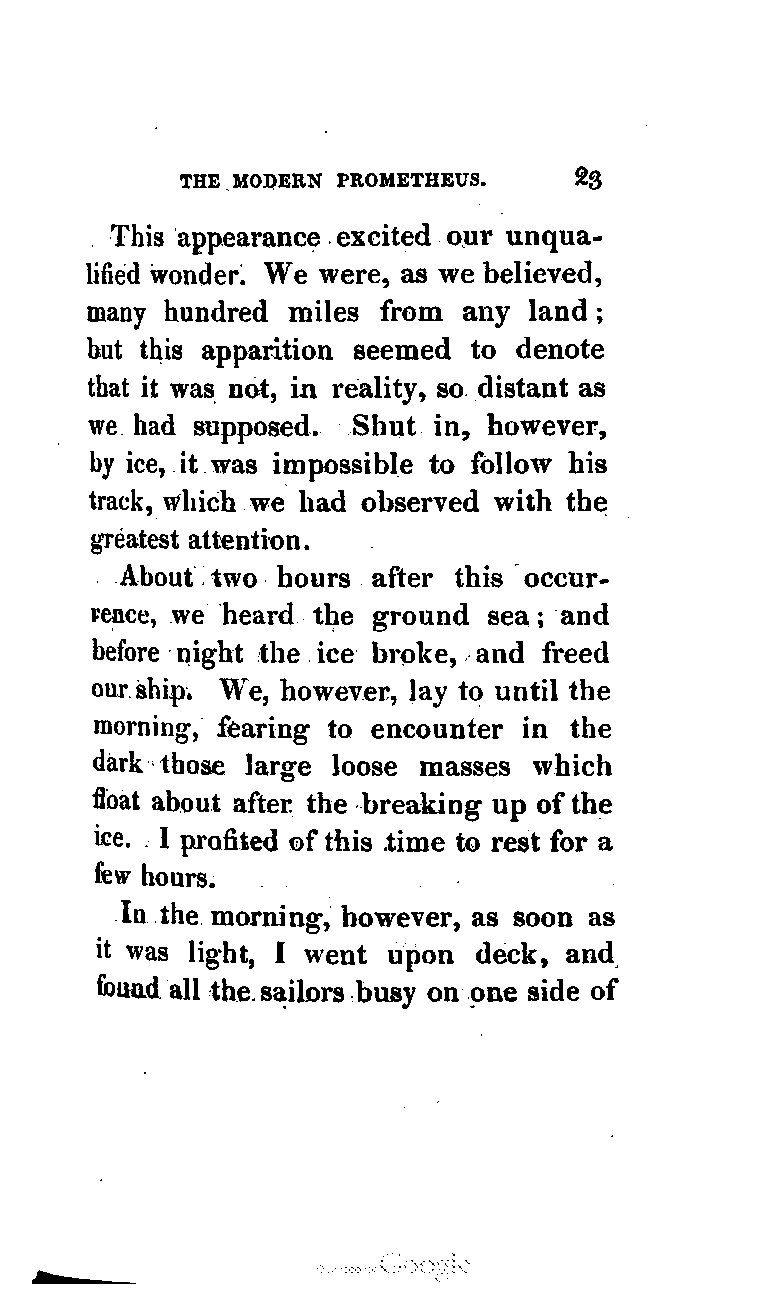 THE MODERN PROMETHEUS. 23
This appearance excited our unqua-
lified wonder. We were, as we believed,
many hundred miles from any land;
but this apparition seemed to denote
that it was not, in reality, so distant as
we had supposed. Shut in, however,
by ice, it was impossible to follow his
track, which we had observed with the
greatest attention.
About two hours after this occur-
rence, we heard the ground sea; and
before night the ice broke, and freed
our ship. We, however, lay to until the
morning, fearing to encounter in the
dark those large loose masses which
float about after the breaking up of the
ice. I profited of this time to rest for a
few hours.
In the morning, however, as soon as
it was light, I went upon deck, and
found all the sailors busy on one side of
Google